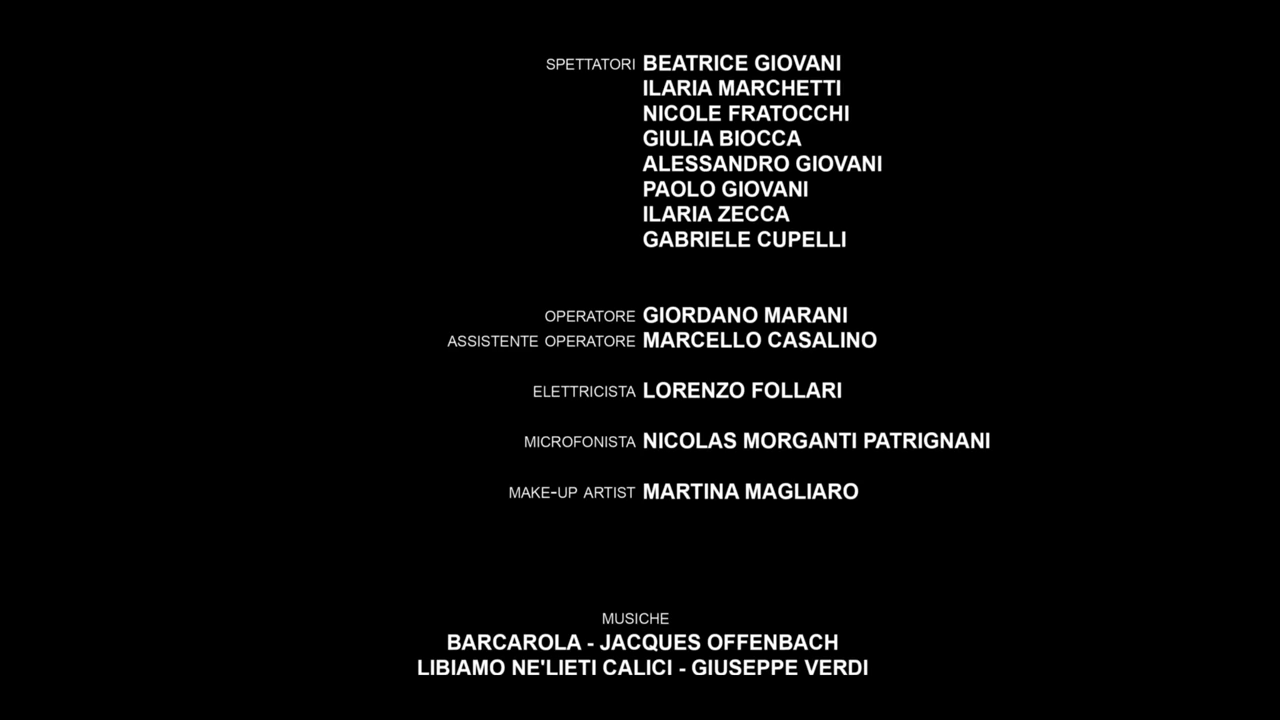 SPETTATORI BEATRICE GIOVANI
ILARIA MARCHETTI
NICOLE FRATOCCHI
GIULIA BIOCCA
ALESSANDRO GIOVANI
PAOLO GIOVANI
ILARIA ZECCA
GABRIELE CUPELLI
OPERATORE GIORDANO MARANI
ASSISTENTE OPERATORE MARCELLO CASALINO
ELETTRICISTA LORENZO FOLLARI
MICROFONISTA NICOLAS MORGANTI PATRIGNANI
MAKE-UP ARTIST MARTINA MAGLIARO
MUSICHE
BARCAROLA - JACQUES OFFENBACH
LIBIAMO NE'LIETI CALICI - GIUSEPPE VERDI